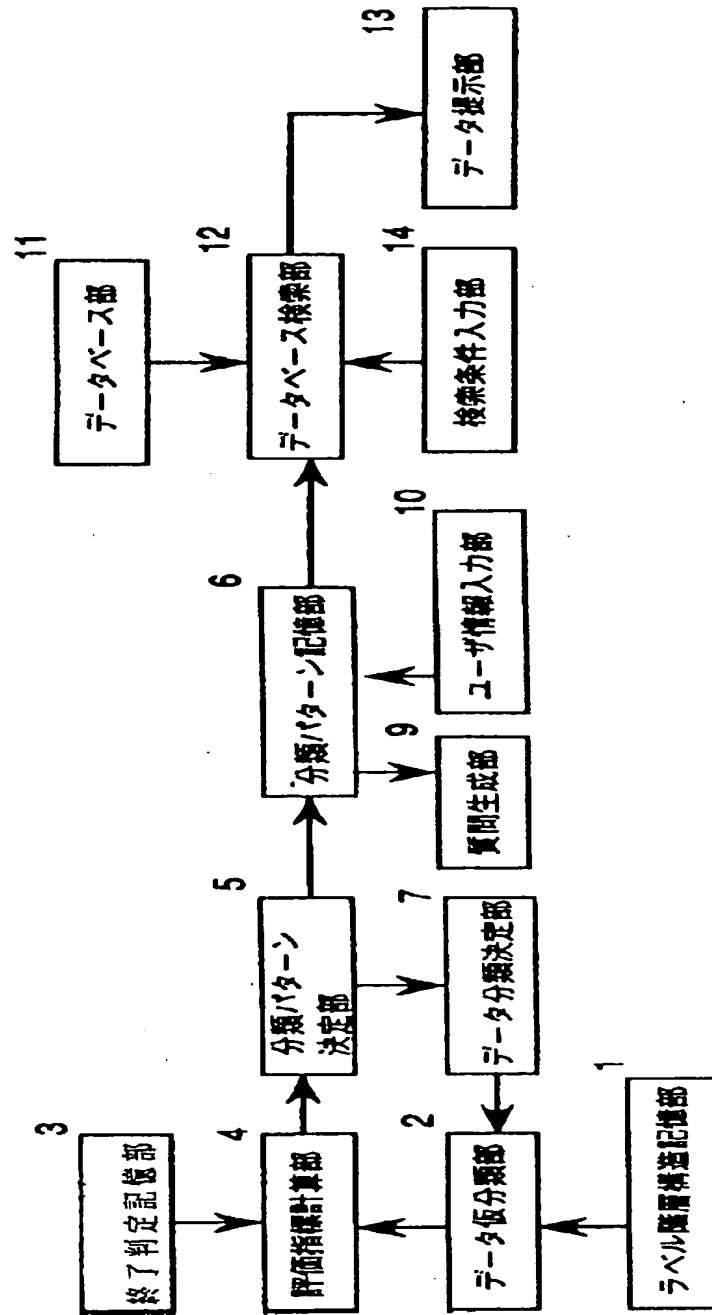 3
終了判定記憶部
4
評価指標計算部
2
データ仮分類部
1
ラベル階層構造記憶部
5
分類パターン
決定部
7
データ分類決定部
6
分類パターン記憶部
9
質問生成部
10
ユーザ情報入力部
11
データベース部
12
データベース検索部
14
検索条件入力部
13
データ提示部